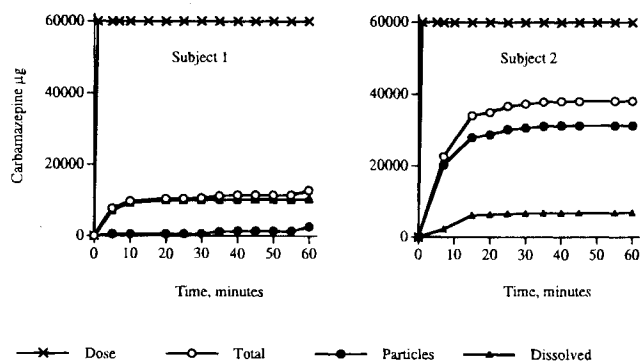 60000
40000
20000
0
Carbamazepine µg
Subject 1
0 10 20 30 40 50 60
Time, minutes
60000
40000
20000
0
Subject 2
0 10 20 30 40 50 60
Time, minutes
Dose Total Particles Dissolved